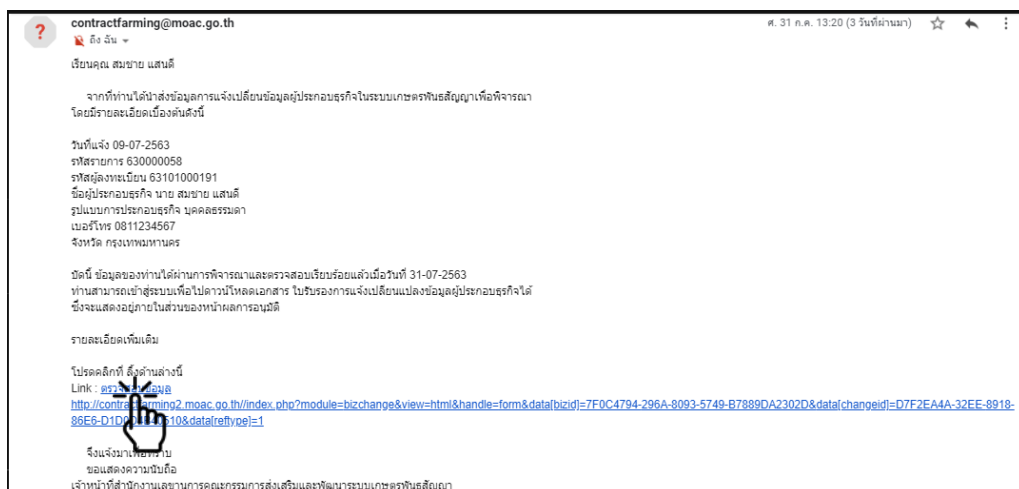 contractfarming@moac.go.th
ศ. 31 ก.ค. 13:20 (3 วันที่ผ่านมา)
ถึง ฉัน
เรียนคุณ สมชาย แสนดี
จากที่ท่านได้นำส่งข้อมูลการแจ้งเปลี่ยนข้อมูลผู้ประกอบธุรกิจในระบบเกษตรพันธสัญญาเพื่อพิจารณา
โดยมีรายละเอียดเบื้องต้นดังนี้
วันที่แจ้ง 09-07-2563
รหัสรายการ 630000058
รหัสผู้ลงทะเบียน 63101000191
ชื่อผู้ประกอบธุรกิจ นาย สมชาย แสนดี
รูปแบบการประกอบธุรกิจ บุคคลธรรมดา
เบอร์โทร 0811234567
จังหวัด กรุงเทพมหานคร
บัดนี้ ข้อมูลของท่านได้ผ่านการพิจารณาและตรวจสอบเรียบร้อยแล้วเมื่อวันที่ 31-07-2563
ท่านสามารถเข้าสู่ระบบเพื่อไปดาวน์โหลดเอกสาร ใบรับรองการแจ้งเปลี่ยนแปลงข้อมูลผู้ประกอบธุรกิจได้
ซึ่งจะแสดงอยู่ภายในส่วนของหน้าผลการอนุมัติ
รายละเอียดเพิ่มเติม
โปรดคลิกที่ ลิ้งด้านล่างนี้
Link : ตรวจสอบข้อมูล
http://contractfarming2.moac.go.th//index.php?module=bizchange&view=html&handle=form&data[bizid]=7F0C4794-296A-8093-5749-B7889DA2302D&data[changeid]=D7F2EA4A-32EE-8918-
&data[reftype]=1
จึงแจ้งมาเพื่อทราบ
ขอแสดงความนับถือ
เจ้าหน้าที่สำนักงานเลขานุการคณะกรรมการส่งเสริมและพัฒนาระบบเกษตรพันธสัญญา